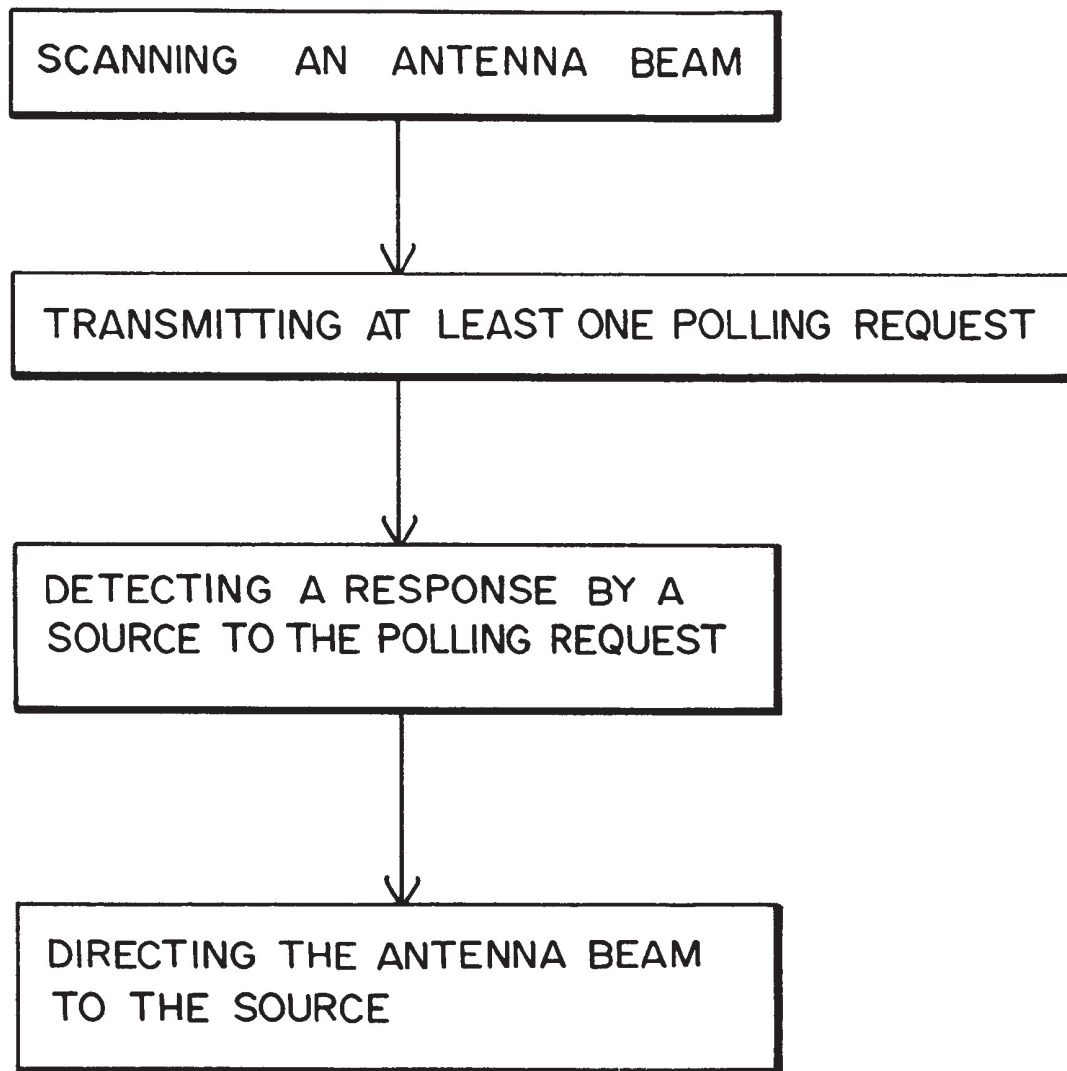 SCANNING AN ANTENNA BEAM
TRANSMITTING AT LEAST ONE POLLING REQUEST
DETECTING A RESPONSE BY A
SOURCE TO THE POLLING REQUEST
DIRECTING THE ANTENNA BEAM
TO THE SOURCE